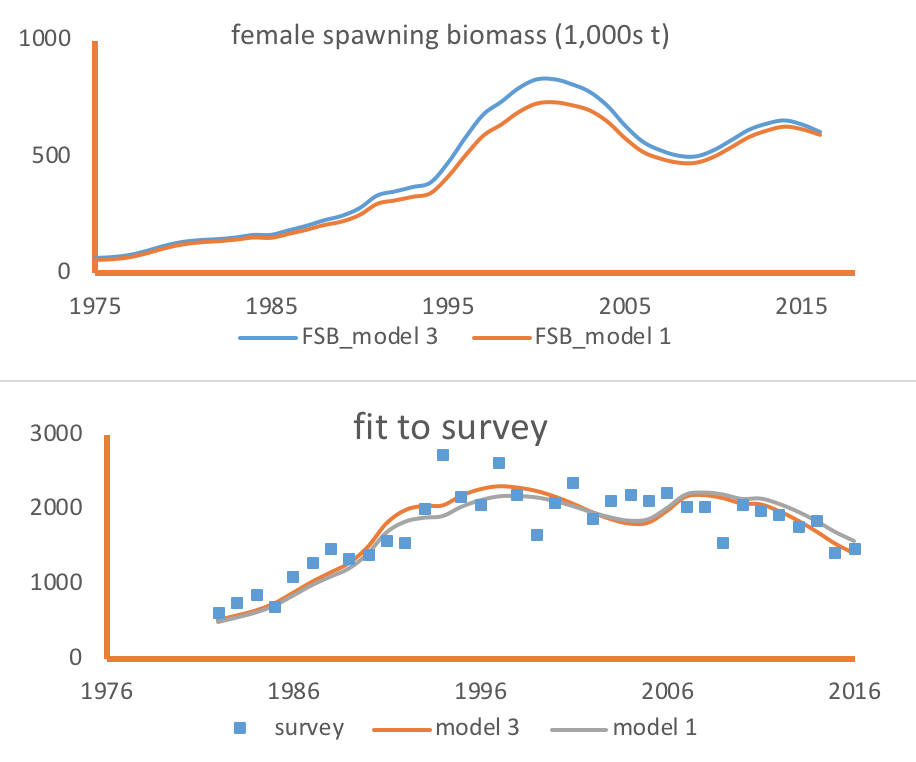 female spawning biomass (1,000s t)
1000
500
0
1975 1985 1995 2005 2015
FSB_model 3 FSB_model 1
fit to survey
3000
2000
1000
0
1976 1986 1996 2006 2016
survey model 3 model 1